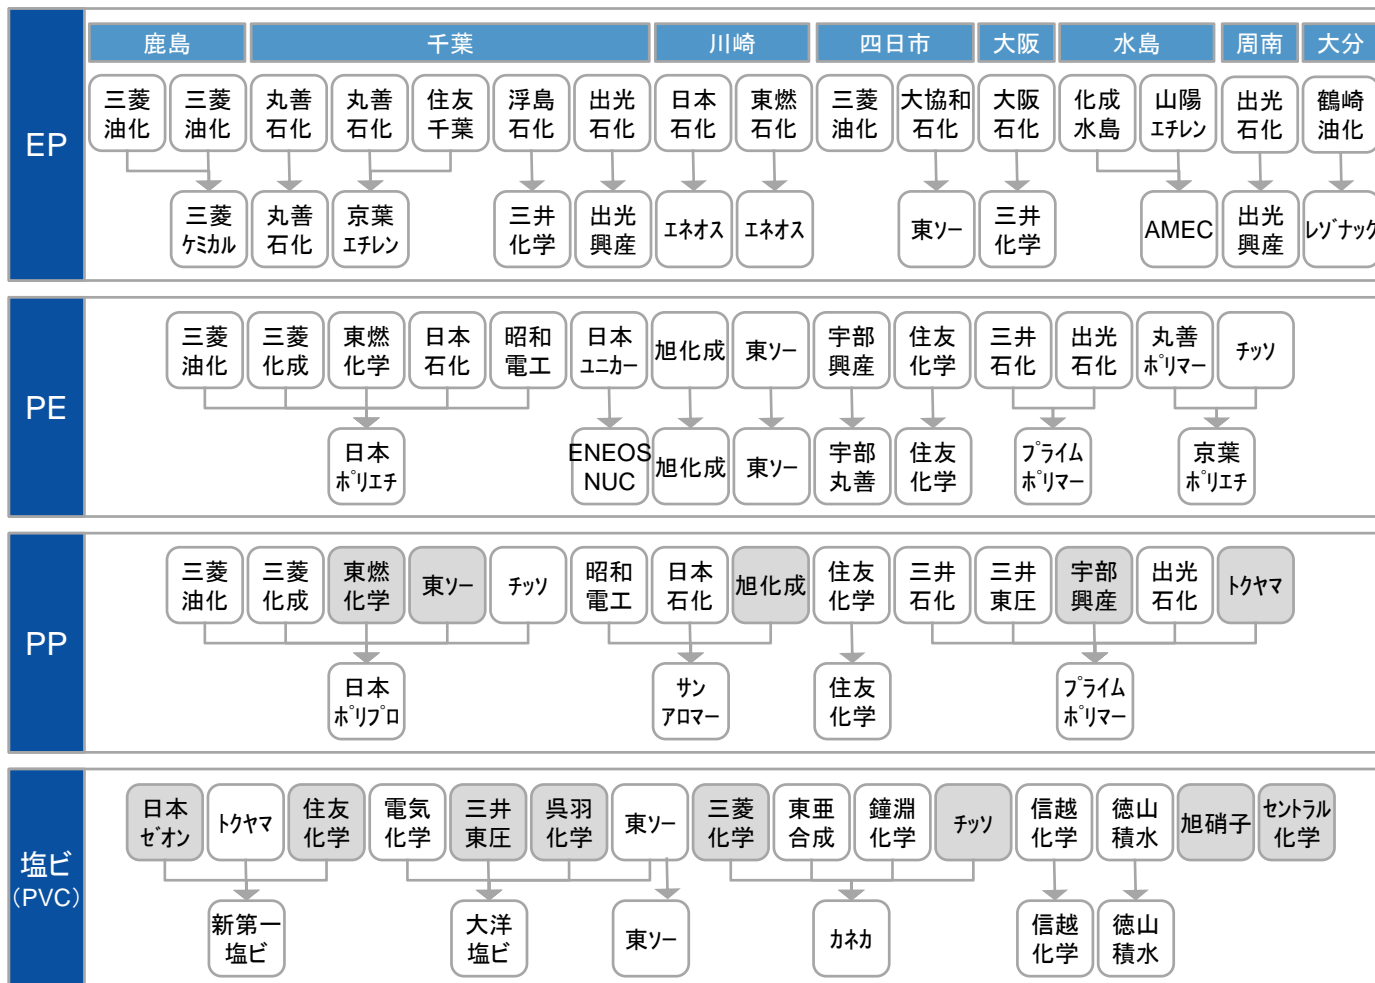 鹿島
千葉
川崎
四日市
大阪
水島
周南
大分
EP
三菱
油化
三菱
油化
丸善
石化
丸善
石化
住友
千葉
浮島
石化
出光
石化
日本
石化
東燃
石化
三菱
油化
大協和
石化
大阪
石化
化成
水島
山陽
エチレン
出光
石化
鶴崎
油化
三菱
ケミカル
丸善
石化
京葉
エチレン
三井
化学
出光
興産
エネオス
エネオス
東ソー
三井
化学
AMEC
出光
興産
レゾナック
PE
三菱
油化
三菱
化成
東燃
化学
日本
石化
昭和
電工
日本
ユニカー
旭化成
東ソー
宇部
興産
住友
化学
三井
石化
出光
石化
丸善
ポリマー
チッソ
日本
ポリエチ
ENEOS
NUC
旭化成
東ソー
宇部
丸善
住友
化学
プライム
ポリマー
京葉
ポリエチ
PP
三菱
油化
三菱
化成
東燃
化学
東ソー
チッソ
昭和
電工
日本
石化
旭化成
住友
化学
三井
石化
三井
東圧
宇部
興産
出光
石化
トクヤマ
日本
ポリプロ
サン
アロマー
住友
化学
プライム
ポリマー
塩ビ
(PVC)
日本
ゼオン
トクヤマ
住友
化学
電気
化学
三井
東圧
呉羽
化学
東ソー
三菱
化学
東亜
合成
鐘淵
化学
チッソ
信越
化学
徳山
積水
旭硝子
セントラル
化学
新第一
塩ビ
大洋
塩ビ
東ソー
カネカ
信越
化学
徳山
積水